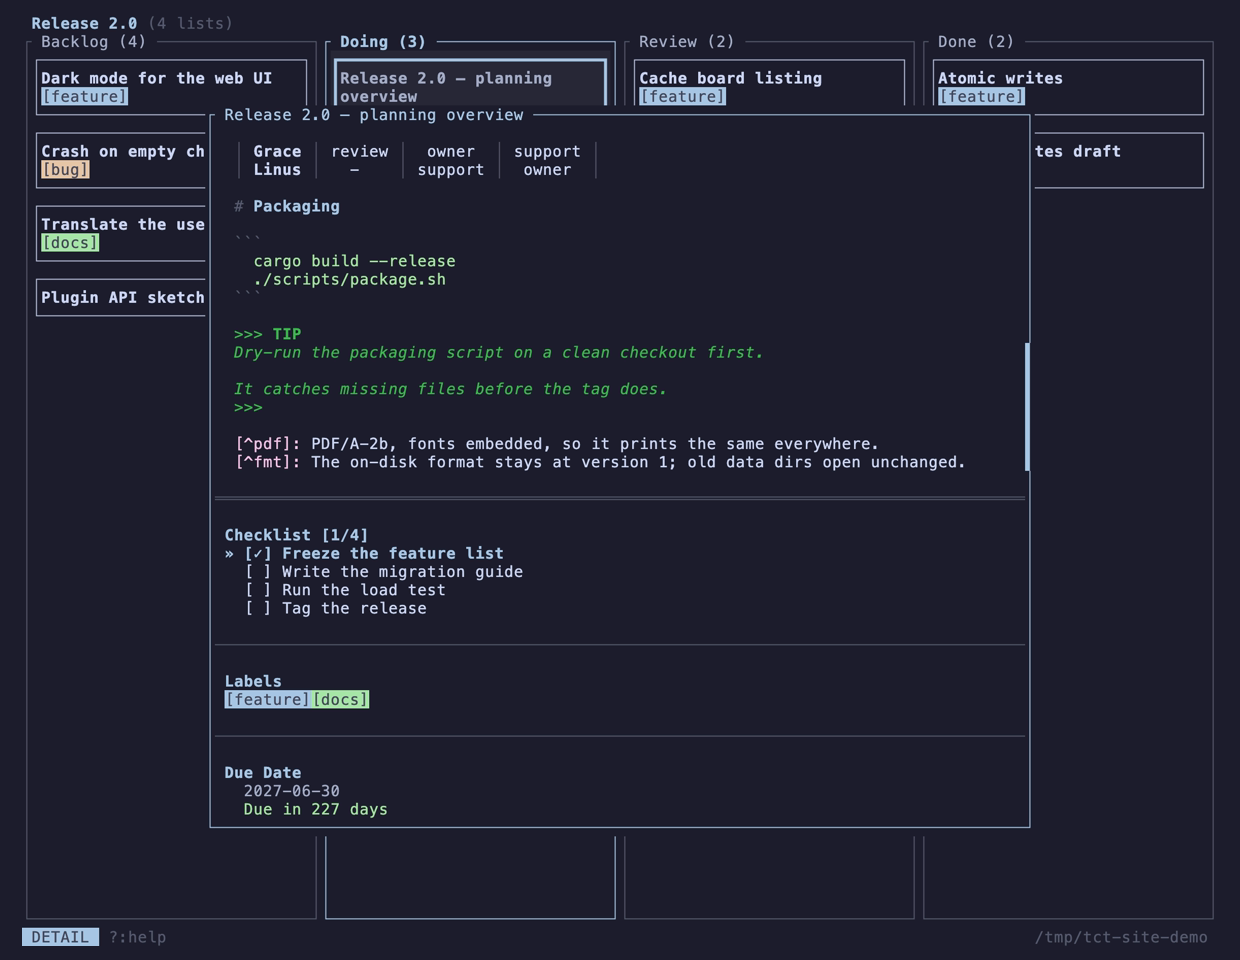 Release 2.0 (4 lists)
Backlog (4)
Doing (3)
Review (2)
Done (2)
Dark mode for the web UI
[feature]
Release 2.0 — planning
overview
Cache board listing
[feature]
Atomic writes
[feature]
Crash on empty ch
[bug]
Translate the use
[docs]
Plugin API sketch
tes draft
Release 2.0 — planning overview
Grace review owner support
Linus – support owner
# Packaging
```
cargo build --release
./scripts/package.sh
```
>>> TIP
Dry-run the packaging script on a clean checkout first.
It catches missing files before the tag does.
>>>
[^pdf]: PDF/A-2b, fonts embedded, so it prints the same everywhere.
[^fmt]: The on-disk format stays at version 1; old data dirs open unchanged.
Checklist [1/4]
» [✓] Freeze the feature list
[ ] Write the migration guide
[ ] Run the load test
[ ] Tag the release
Labels
[feature][docs]
Due Date
2027-06-30
Due in 227 days
DETAIL ?:help
/tmp/tct-site-demo